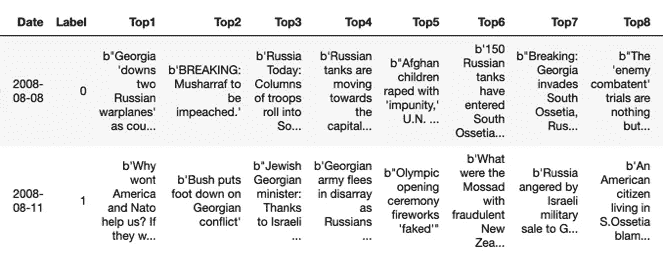 Date Label Top1 Top2 Top3 Top4 Top5 Top6 Top7 Top8
2008-
08-08
0
b"Georgia
'downs
two
Russian
warplanes'
as cou...
b'BREAKING:
Musharraf to
be
impeached.'
b'Russia
Today:
Columns
of troops
roll into
So...
b'Russian
tanks are
moving
towards
the
capital...
b"Afghan
children
raped with
'impunity,'
U.N. ...
b'150
Russian
tanks
have
entered
South
Ossetia...
b"Breaking:
Georgia
invades
South
Ossetia,
Rus...
b"The
'enemy
combatent'
trials are
nothing
but...
2008-
08-11
1
b'Why
wont
America
and Nato
help us? If
they w...
b'Bush puts
foot down on
Georgian
conflict'
b"Jewish
Georgian
minister:
Thanks
to Israeli
...
b'Georgian
army flees
in disarray
as
Russians
...
b"Olympic
opening
ceremony
fireworks
'faked'"
b'What
were the
Mossad
with
fraudulent
New
Zea...
b'Russia
angered by
Israeli
military
sale to G...
b'An
American
citizen
living in
S.Ossetia
blam...